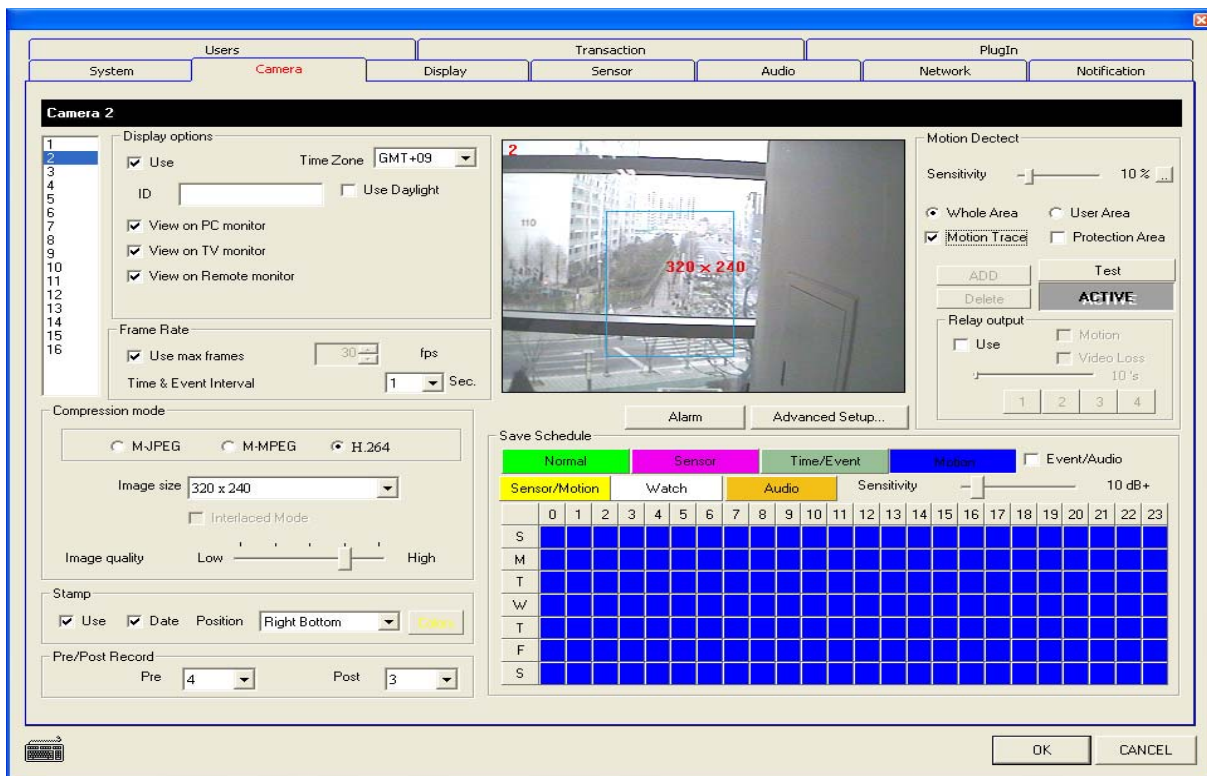 Users Transaction PlugIn
System Camera Display Sensor Audio Network Notification
Camera 2
1
2
3
4
5
6
7
8
9
10
11
12
13
14
15
16
Display options
Use Time Zone GMT+09
ID Use Daylight
View on PC monitor
View on TV monitor
View on Remote monitor
Frame Rate
Use max frames 30 fps
Time & Event Interval 1 Sec.
Compression mode
M-JPEG M-MPEG H.264
Image size 320 x 240
Interlaced Mode
Image quality Low High
Stamp
Use Date Position Right Bottom
Pre/Post Record
Pre 4 Post 3
2
110
320 x 240
Alarm Advanced Setup...
Motion Dectect
Sensitivity 10 % ...
Whole Area User Area
Motion Trace Protection Area
ADD Test
Delete ACTIVE
Relay output
Use Motion
Video Loss
10 's
1 2 3 4
Save Schedule
Normal Sensor Time/Event Motion Event/Audio
Sensor/Motion Watch Audio Sensitivity 10 dB+
0 1 2 3 4 5 6 7 8 9 10 11 12 13 14 15 16 17 18 19 20 21 22 23
S
M
T
W
T
F
S
OK CANCEL